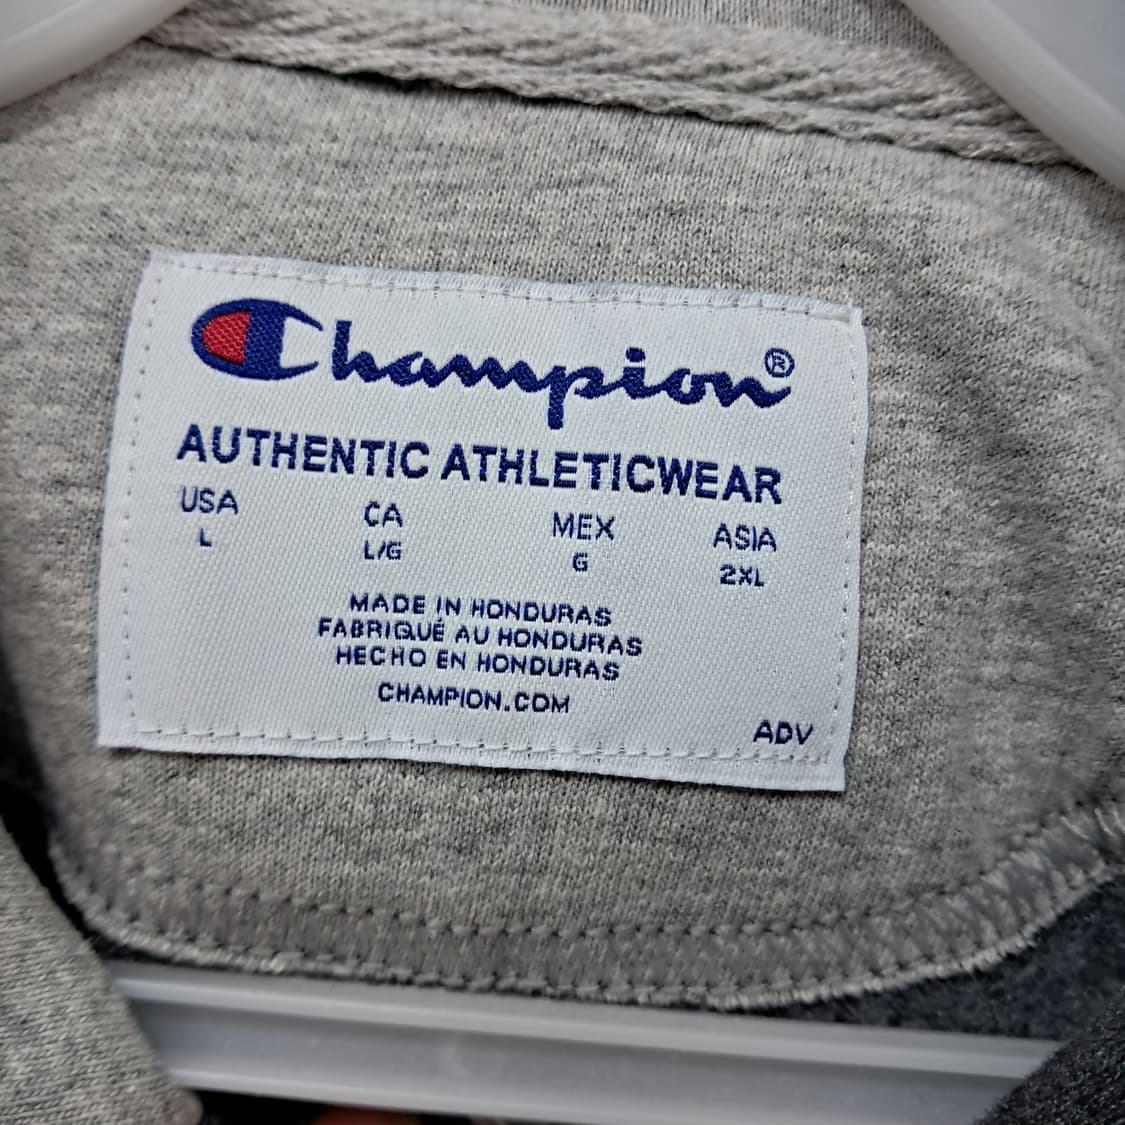 Champion®
AUTHENTIC ATHLETICWEAR
USA CA MEX ASIA
L L/G G 2XL
MADE IN HONDURAS
FABRIQUÉ AU HONDURAS
HECHO EN HONDURAS
CHAMPION.COM
ADV